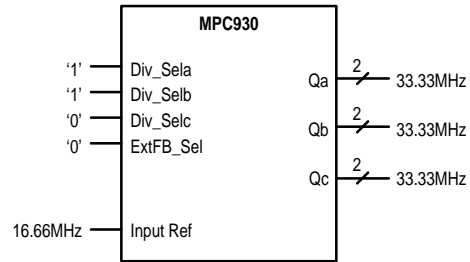 MPC930
‘1’ Div_Sela
‘1’ Div_Selb
‘0’ Div_Selc
‘0’ ExtFB_Sel
16.66MHz Input Ref
Qa 2 33.33MHz
Qb 2 33.33MHz
Qc 2 33.33MHz